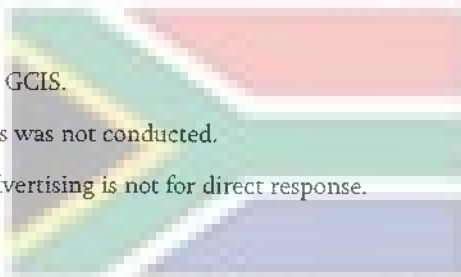 GCIS.
s was not conducted.
vertising is not for direct response.